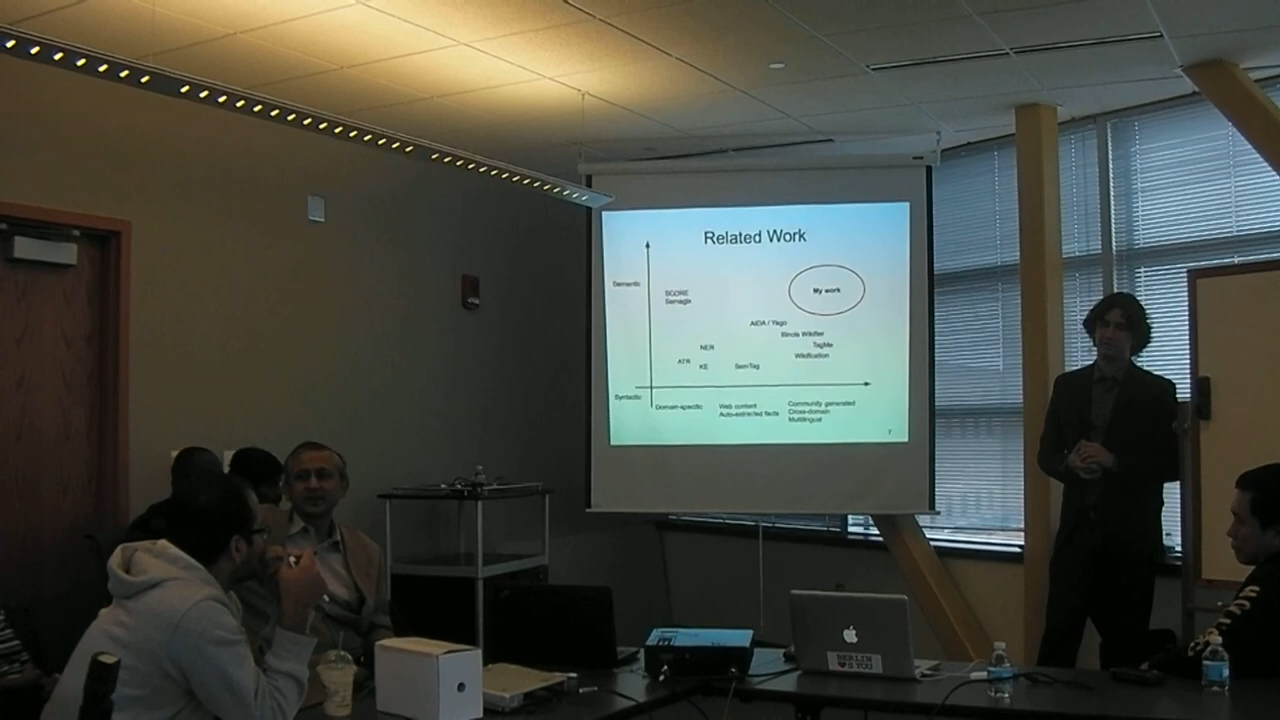 Related Work
Semantic
SCORE
Semagix
My work
AIDA / Yago
Illinois Wikifier
TagMe
Wikification
NER
ATR
KE
SemTag
Syntactic
Domain-specific
Web content
Auto-extracted facts
Community generated
Cross-domain
Multilingual
7
BERLIN
YOU